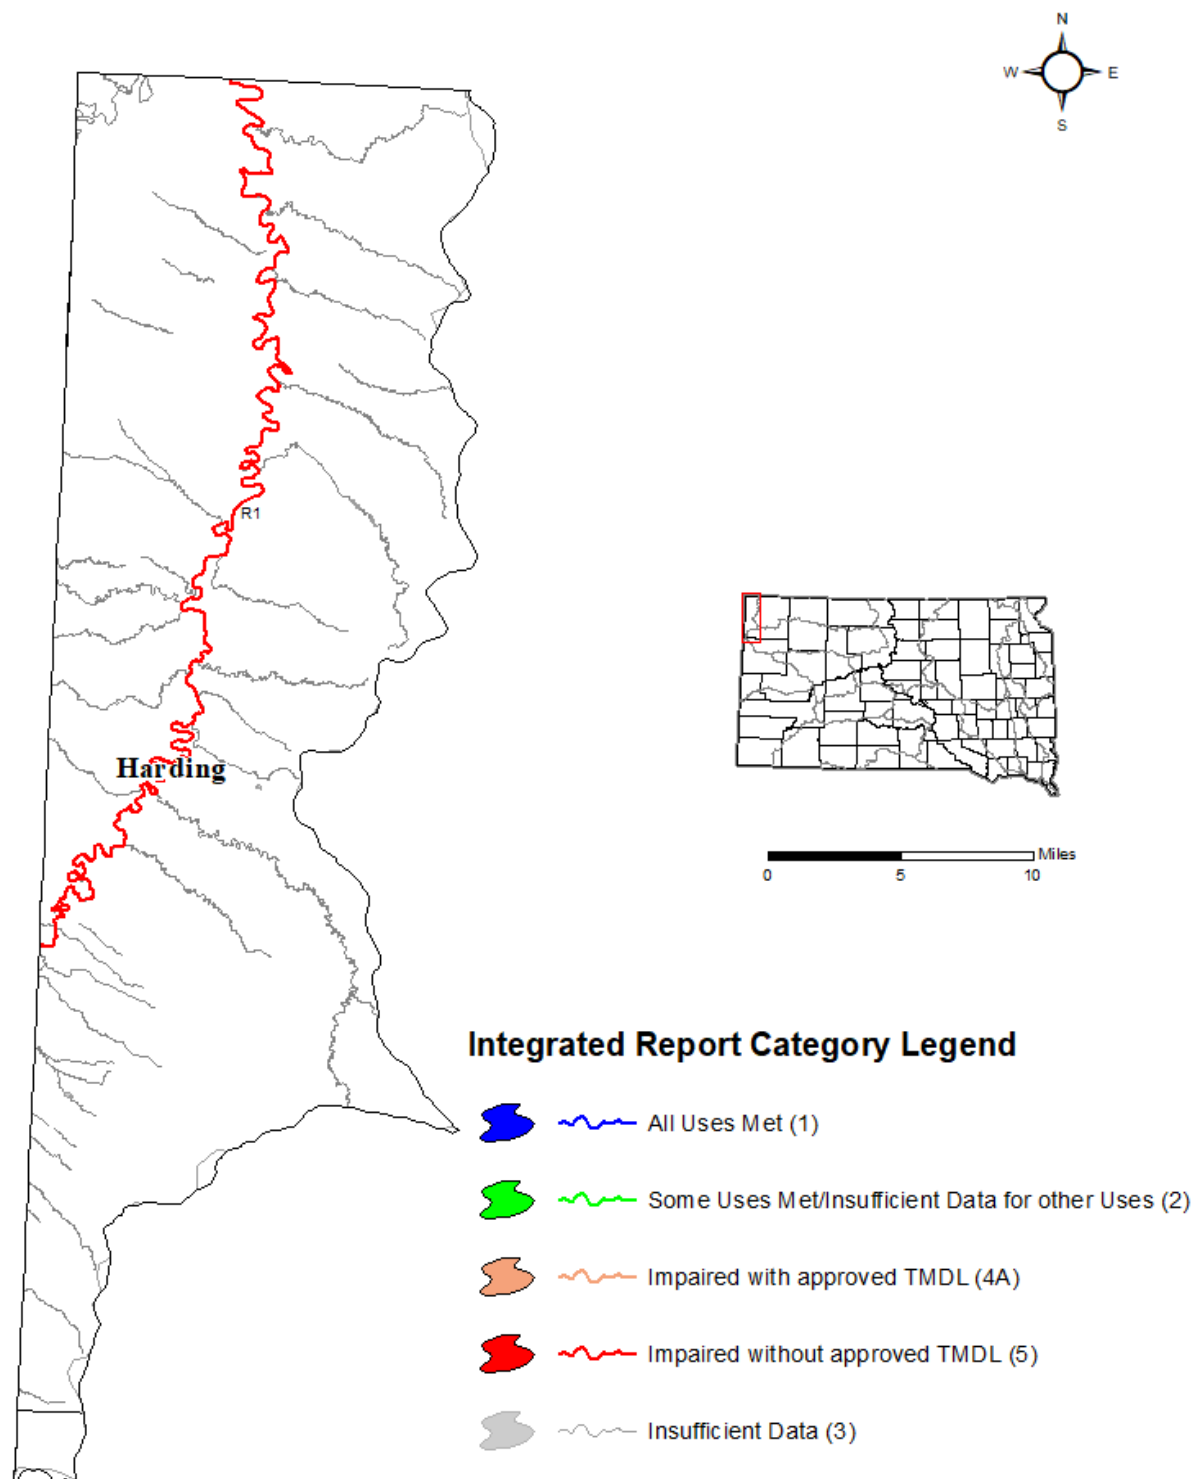 N
W E
S
R1
Harding
Miles
0 5 10
Integrated Report Category Legend
All Uses Met (1)
Some Uses Met/Insufficient Data for other Uses (2)
Impaired with approved TMDL (4A)
Impaired without approved TMDL (5)
Insufficient Data (3)